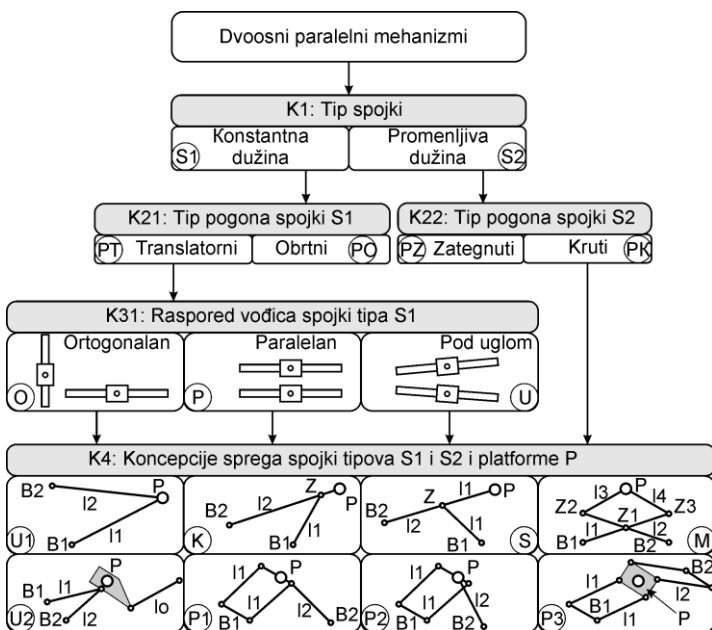 Dvoosni paralelni mehanizmi
K1: Tip spojki
Konstantna dužina
Promenljiva dužina
S1
S2
K21: Tip pogona spojki S1
K22: Tip pogona spojki S2
PT Translatorni
Obrtni PO
PZ Zategnuti
Kruti PK
K31: Raspored vođica spojki tipa S1
Ortogonalan
Paralelan
Pod uglom
O
P
U
K4: Koncepcije sprega spojki tipova S1 i S2 i platforme P
B2 l2 P l1 B1 U1
B2 l2 Z l1 P B1 K
B2 l2 Z l1 P l1 B1 S
l3 P l4 Z2 Z1 Z3 l1 l2 B1 B2 M
P B1 l1 B2 l2 lo U2
l1 P l1 l2 B1 B2 P1
l1 P l1 l2 B1 B2 P2
B2 l1 l2 B1 l1 P P3